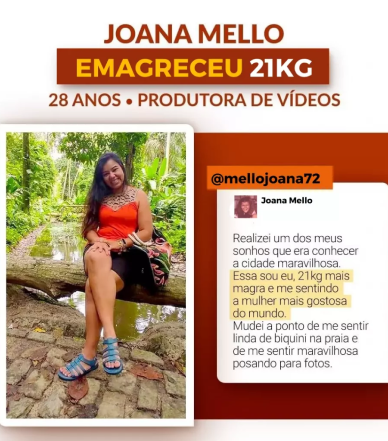 JOANA MELLO
EMAGRECEU 21KG
28 ANOS • PRODUTORA DE VÍDEOS
@mellojoana72
Joana Mello
Realizei um dos meus
sonhos que era conhecer
a cidade maravilhosa.
Essa sou eu, 21kg mais
magra e me sentindo
a mulher mais gostosa
do mundo.
Mudei a ponto de me sentir
linda de biquini na praia e
de me sentir maravilhosa
posando para fotos.